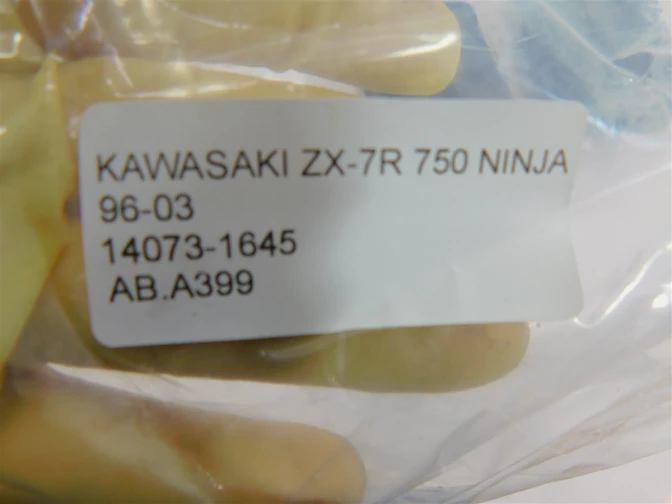 KAWASAKI ZX-7R 750 NINJA
96-03
14073-1645
AB.A399